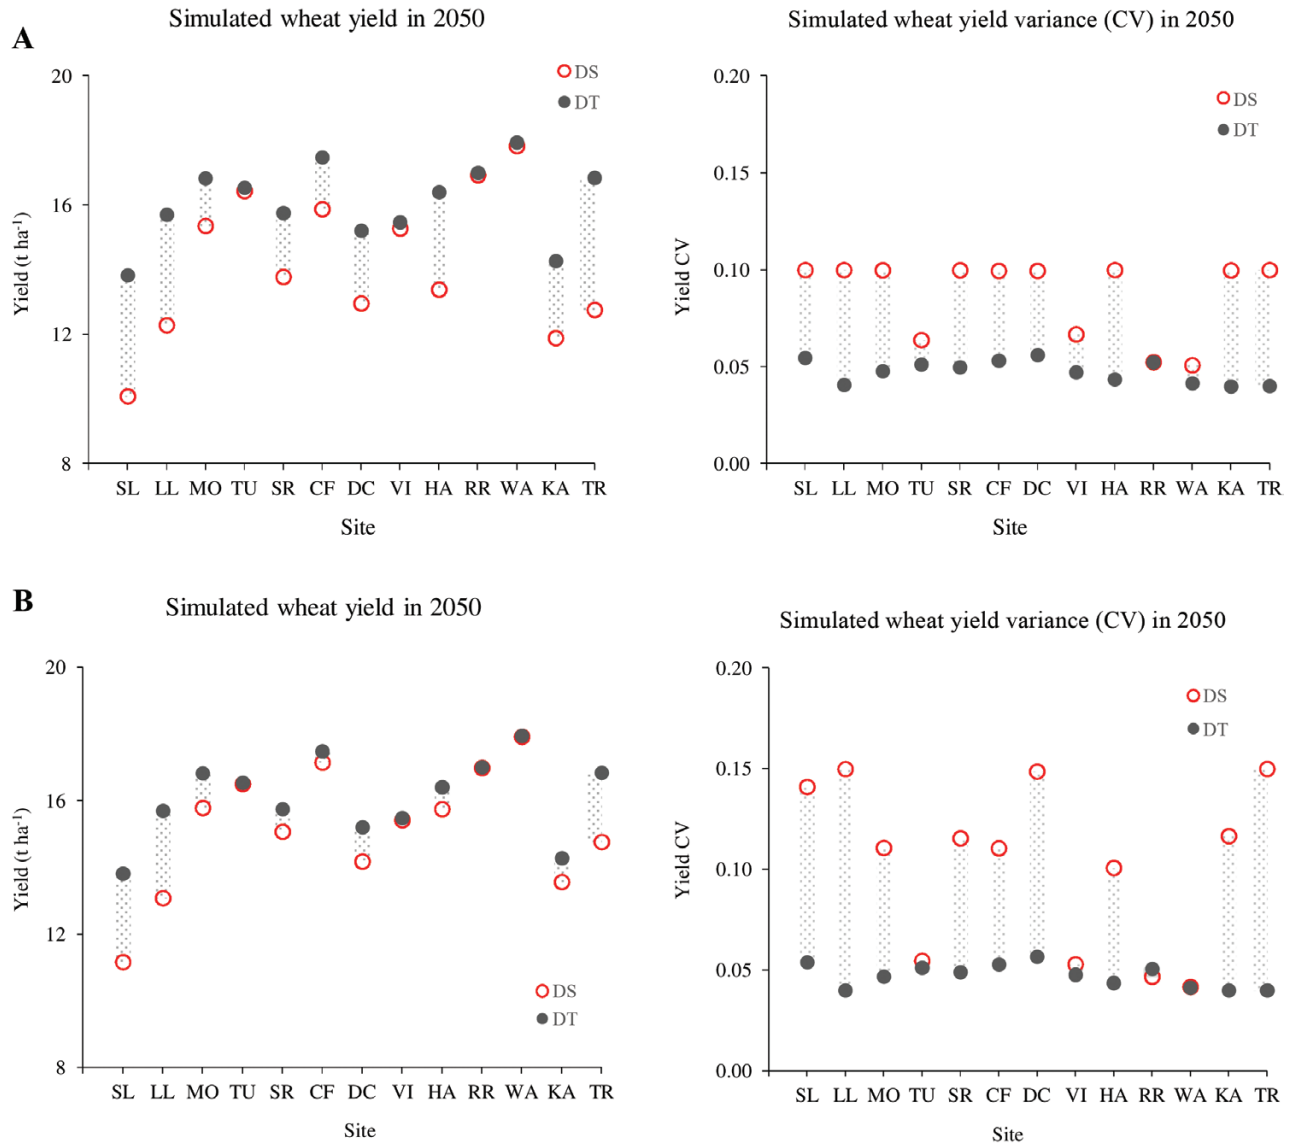 A
Simulated wheat yield in 2050
20
16
12
8
Yield (t ha⁻¹)
DS
DT
SL LL MO TU SR CF DC VI HA RR WA KA TR
Site
Simulated wheat yield variance (CV) in 2050
0.20
0.15
0.10
0.05
0.00
Yield CV
DS
DT
SL LL MO TU SR CF DC VI HA RR WA KA TR
Site
B
Simulated wheat yield in 2050
20
16
12
8
Yield (t ha⁻¹)
DS
DT
SL LL MO TU SR CF DC VI HA RR WA KA TR
Site
Simulated wheat yield variance (CV) in 2050
0.20
0.15
0.10
0.05
0.00
Yield CV
DS
DT
SL LL MO TU SR CF DC VI HA RR WA KA TR
Site